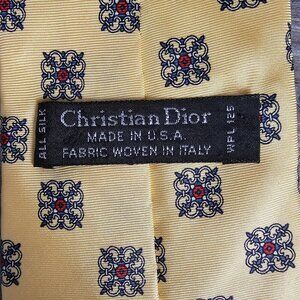 ALL SILK
Christian Dior
MADE IN U.S.A.
FABRIC WOVEN IN ITALY
WPL 125